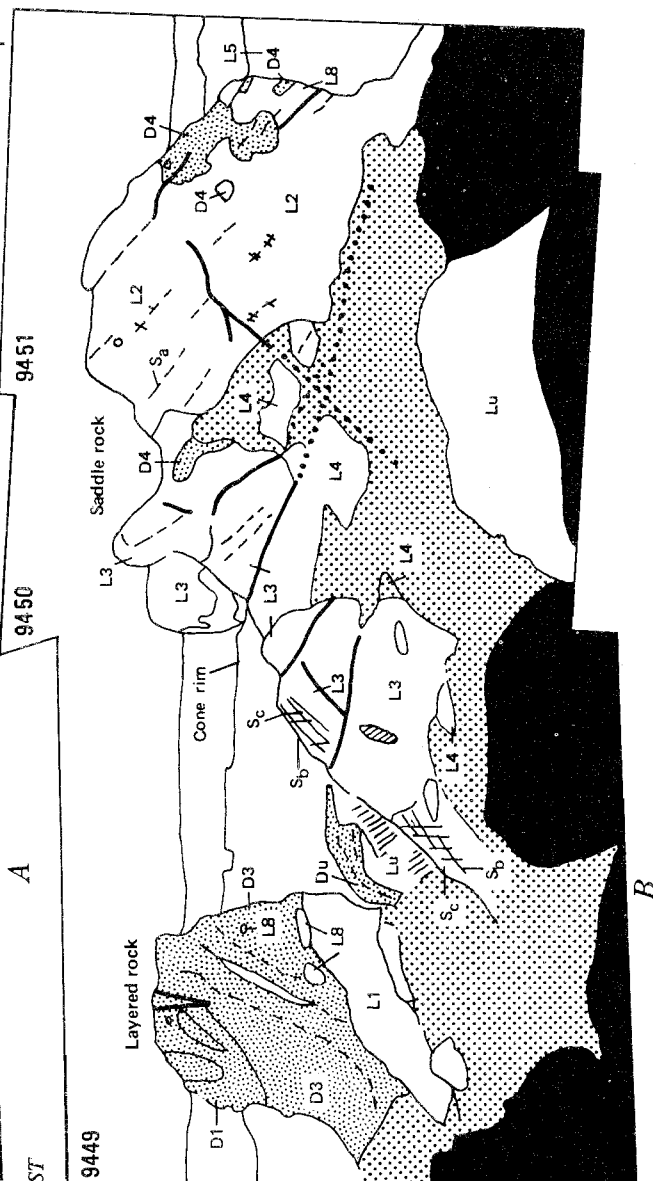 ST
A
9449
9450
9451
Layered rock
Saddle rock
Cone rim
D1
D3
D3
L8
L8
L1
Du
Lu
Sb
Sc
Sc
Sb
L3
L3
L3
L3
L3
L4
L4
L4
L4
D4
Sa
L2
L2
D4
D4
L5
D4
L8
Lu
B